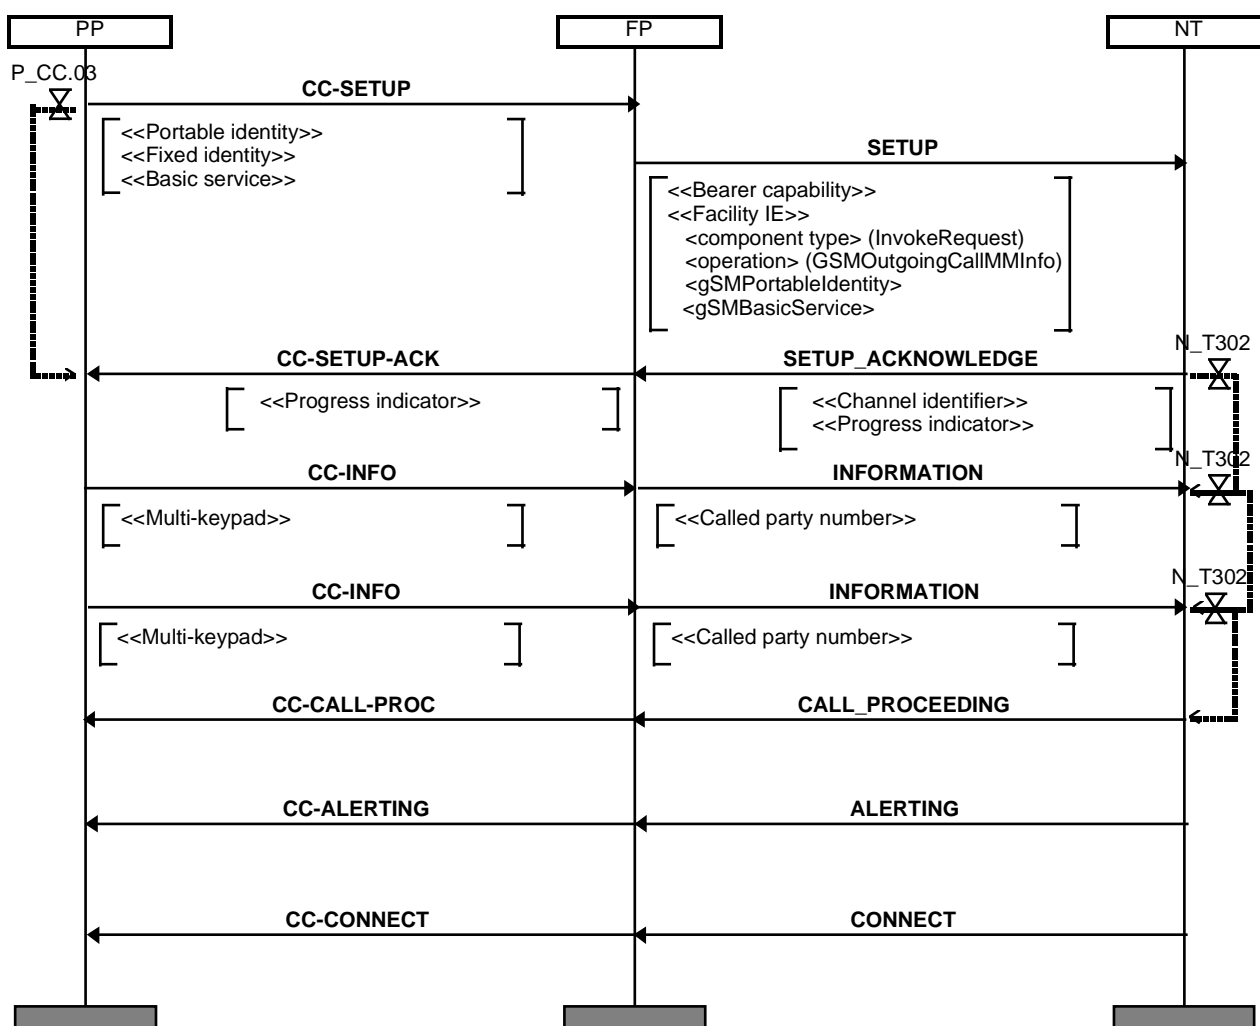 PP FP NT
P_CC.03
CC-SETUP
<<Portable identity>>
<<Fixed identity>>
<<Basic service>>
SETUP
<<Bearer capability>>
<<Facility IE>>
<component type> (InvokeRequest)
<operation> (GSMOutgoingCallMMInfo)
<gSMPortableIdentity>
<gSMBasicService>
N_T302
CC-SETUP-ACK SETUP_ACKNOWLEDGE
<<Progress indicator>> <<Channel identifier>>
<<Progress indicator>>
N_T302
CC-INFO INFORMATION
<<Multi-keypad>> <<Called party number>>
N_T302
CC-INFO INFORMATION
<<Multi-keypad>> <<Called party number>>
CC-CALL-PROC CALL_PROCEEDING
CC-ALERTING ALERTING
CC-CONNECT CONNECT